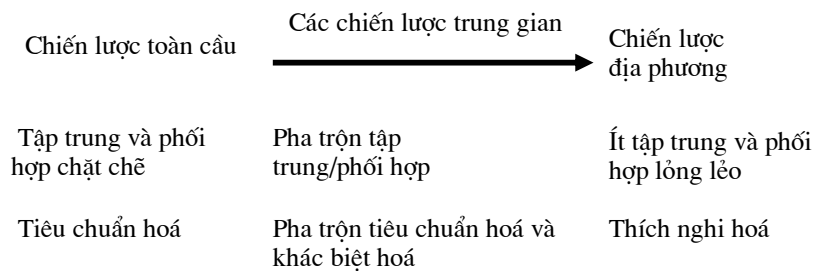 Chiến lược toàn cầu
Các chiến lược trung gian
Chiến lược
địa phương
Tập trung và phối
hợp chặt chẽ
Pha trộn tập
trung/phối hợp
Ít tập trung và phối
hợp lỏng lẻo
Tiêu chuẩn hoá
Pha trộn tiêu chuẩn hoá và
khác biệt hoá
Thích nghi hoá